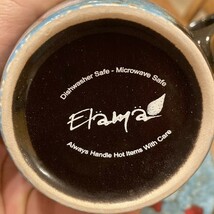 Dishwasher Safe - Microwave Safe
Elama
Always Handle Hot Items With Care